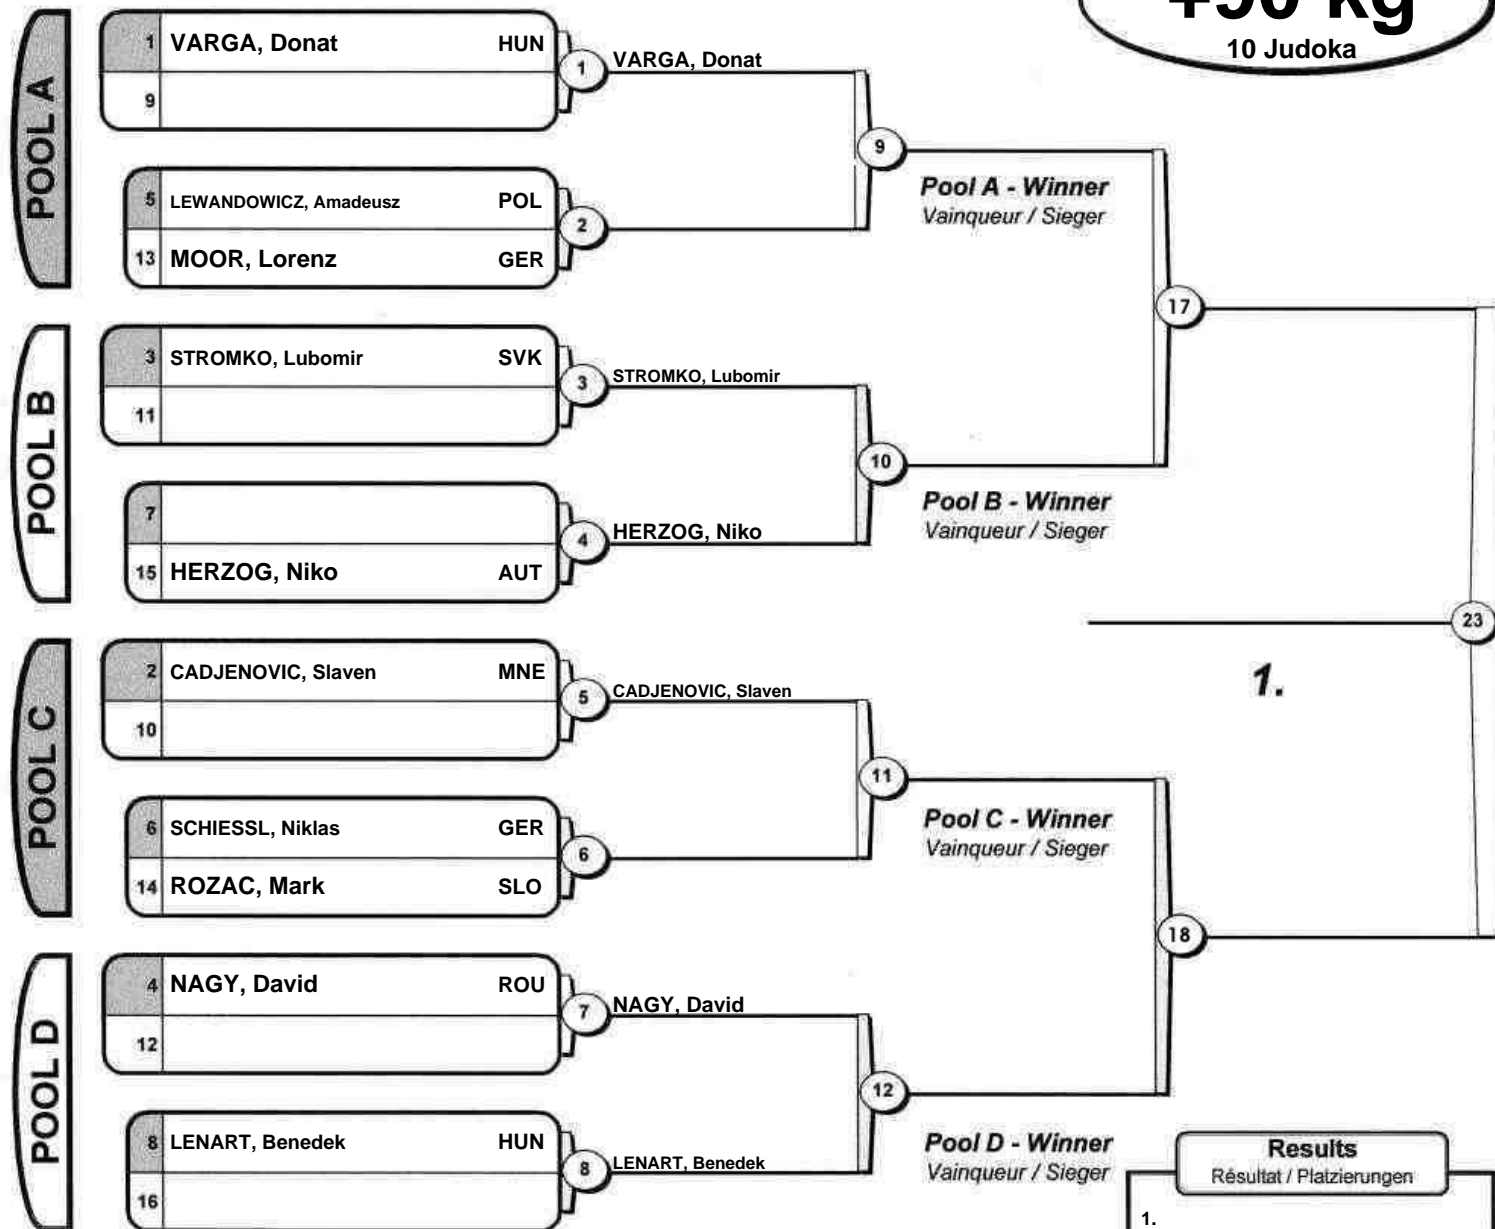 +90 kg
10 Judoka
POOL A
1 VARGA, Donat HUN
9
1 VARGA, Donat
5 LEWANDOWICZ, Amadeusz POL
13 MOOR, Lorenz GER
2
9
Pool A - Winner
Vainqueur / Sieger
POOL B
3 STROMKO, Lubomir SVK
11
3 STROMKO, Lubomir
7
15 HERZOG, Niko AUT
4 HERZOG, Niko
10
Pool B - Winner
Vainqueur / Sieger
17
POOL C
2 CADJENOVIC, Slaven MNE
10
5 CADJENOVIC, Slaven
6 SCHIESSL, Niklas GER
14 ROZAC, Mark SLO
6
11
Pool C - Winner
Vainqueur / Sieger
POOL D
4 NAGY, David ROU
12
7 NAGY, David
8 LENART, Benedek HUN
16
8 LENART, Benedek
12
Pool D - Winner
Vainqueur / Sieger
18
23
1.
Results
Résultat / Platzierungen
1.